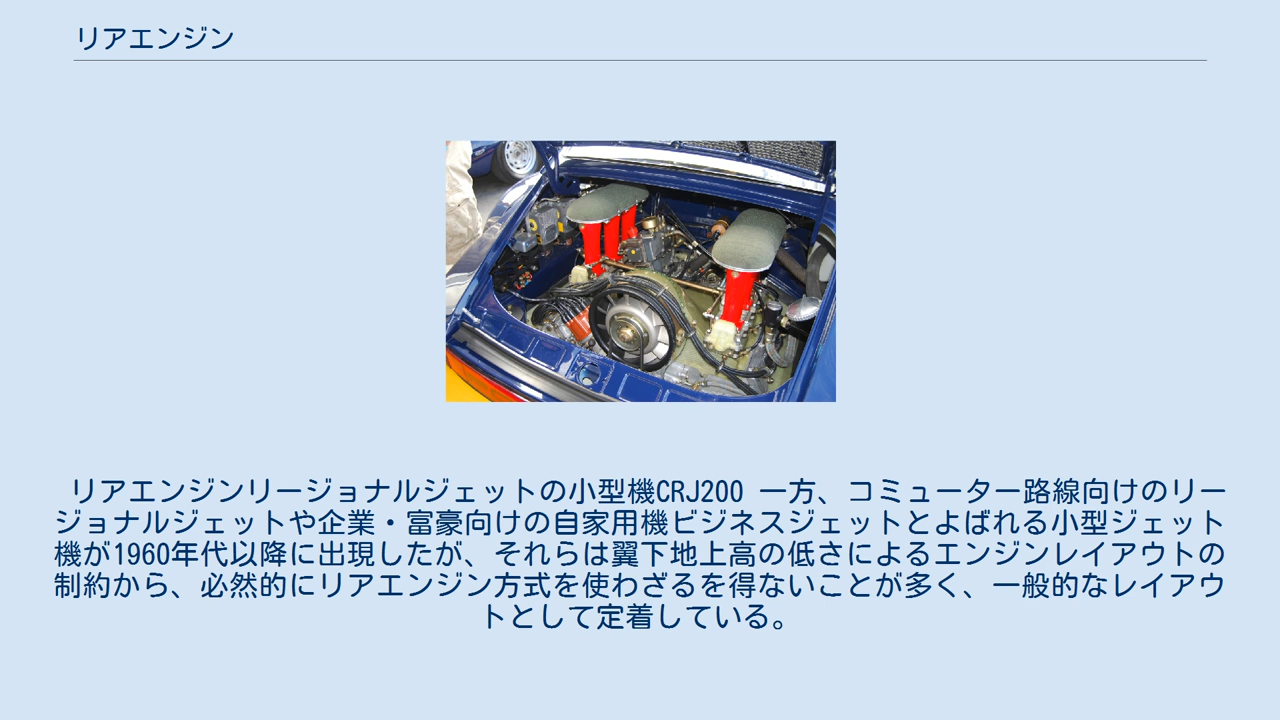 リアエンジン
リアエンジンリージョナルジェットの小型機CRJ200 一方、コミューター路線向けのリー
ジョナルジェットや企業・富豪向けの自家用機ビジネスジェットとよばれる小型ジェット
機が1960年代以降に出現したが、それらは翼下地上高の低さによるエンジンレイアウトの
制約から、必然的にリアエンジン方式を使わざるを得ないことが多く、一般的なレイアウ
トとして定着している。